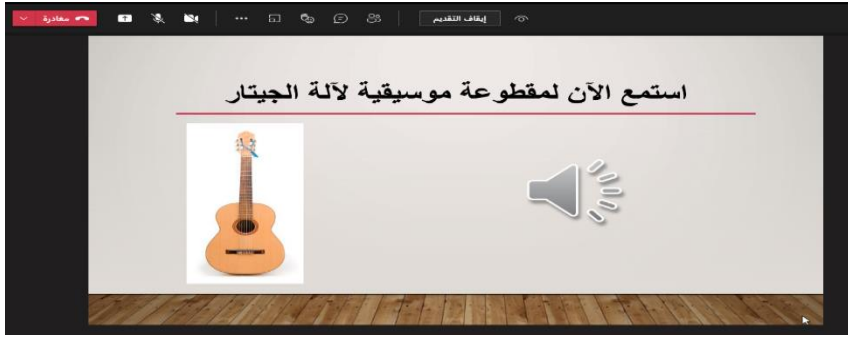 مغادرة
إيقاف التقديم
استمع الآن لمقطوعة موسيقية لآلة الجيتار